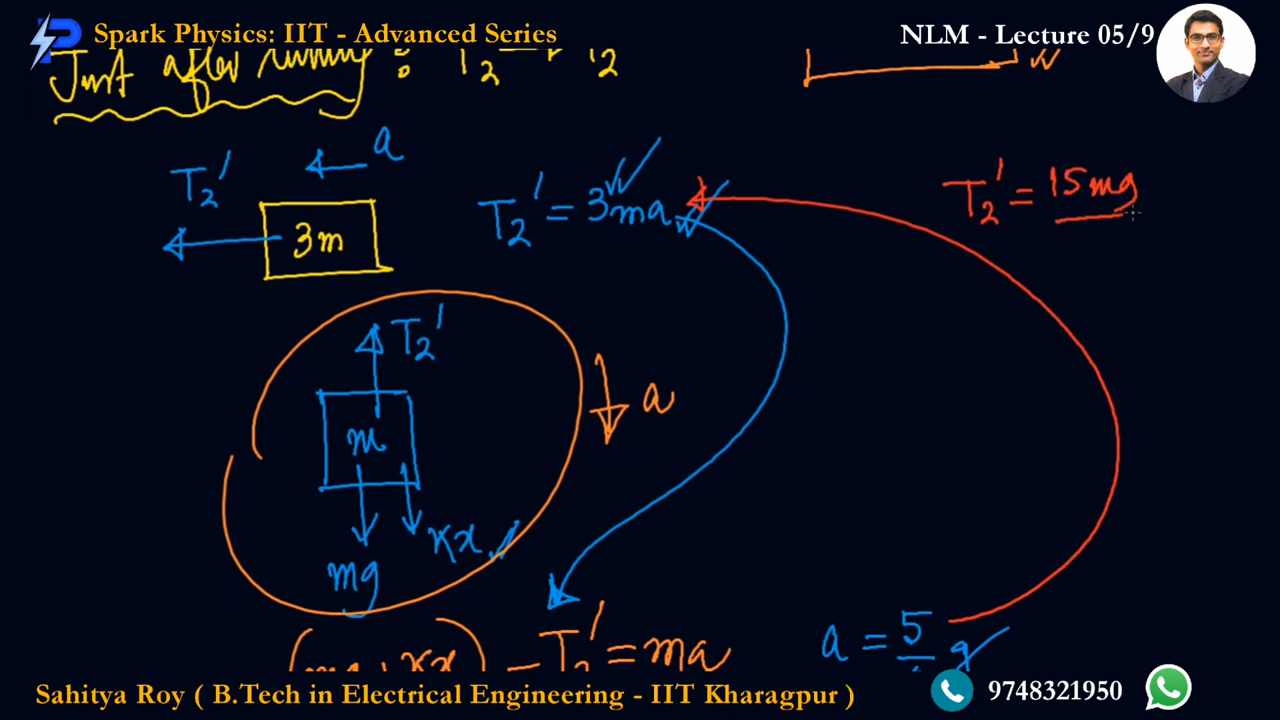 Spark Physics: IIT - Advanced Series
NLM - Lecture 05/9
Just after
T₂'
a
3m
T₂' = 3ma
T₂' = 15mg
T₂'
m
a
mg
Kx
(mg + Kx) - T₂' = ma
a = 5
g
Sahitya Roy ( B.Tech in Electrical Engineering - IIT Kharagpur )
9748321950